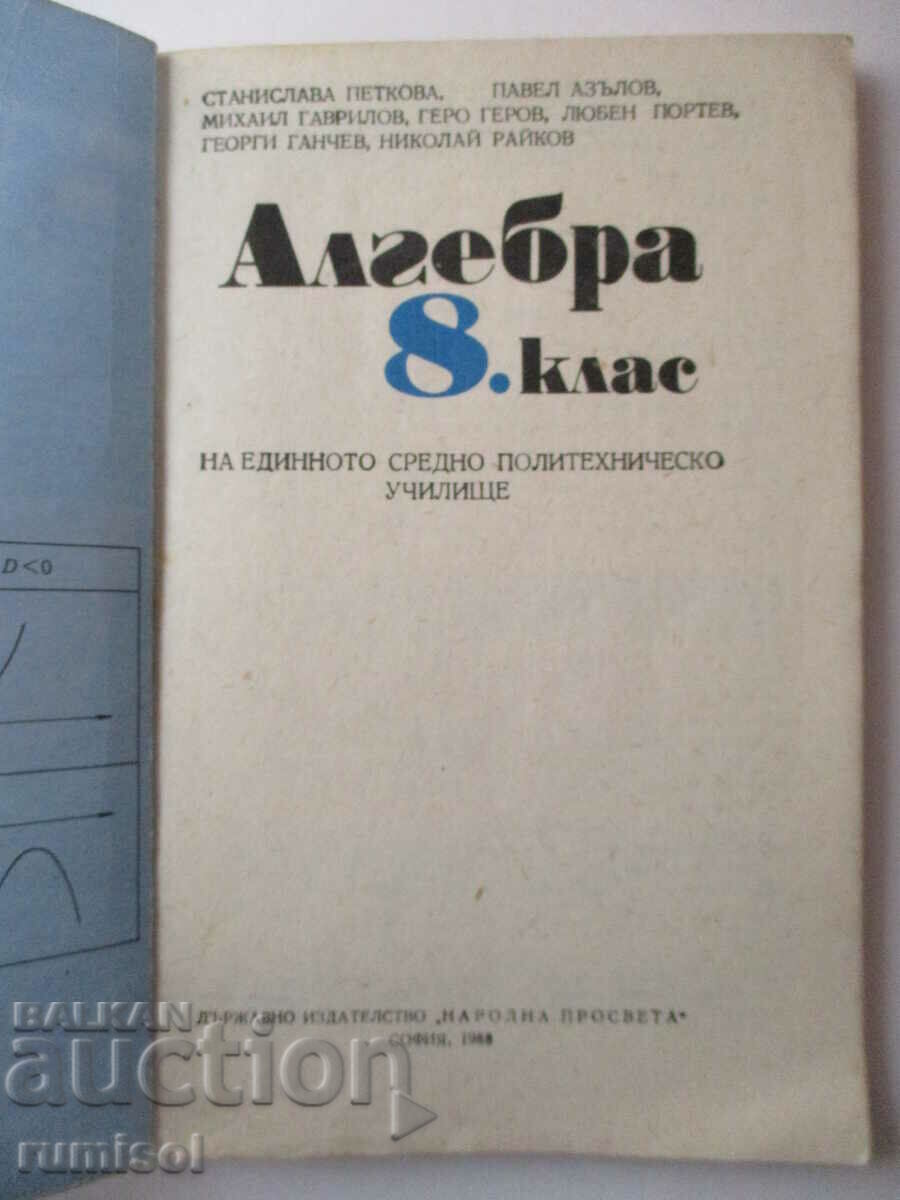 СТАНИСЛАВА ПЕТКОВА, ПАВЕЛ АЗЪЛОВ,
МИХАИЛ ГАВРИЛОВ, ГЕРО ГЕРОВ, ЛЮБЕН ПОРТЕВ,
ГЕОРГИ ГАНЧЕВ, НИКОЛАЙ РАЙКОВ
Алгебра
8. клас
НА ЕДИННОТО СРЕДНО ПОЛИТЕХНИЧЕСКО
УЧИЛИЩЕ
D<0
ДЪРЖАВНО ИЗДАТЕЛСТВО „НАРОДНА ПРОСВЕТА"
СОФИЯ, 1988
BALKAN
auction
rumisol